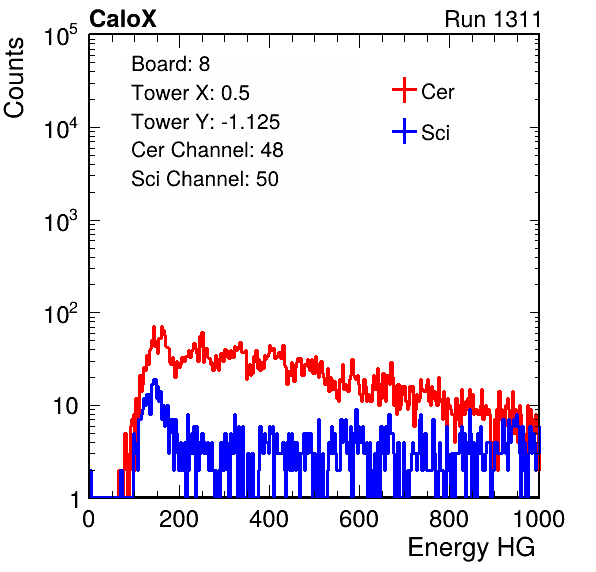 CaloX Run 1311
Counts
10^5
10^4
10^3
10^2
10
1
Board: 8
Tower X: 0.5
Tower Y: -1.125
Cer Channel: 48
Sci Channel: 50
Cer
Sci
0 200 400 600 800 1000
Energy HG